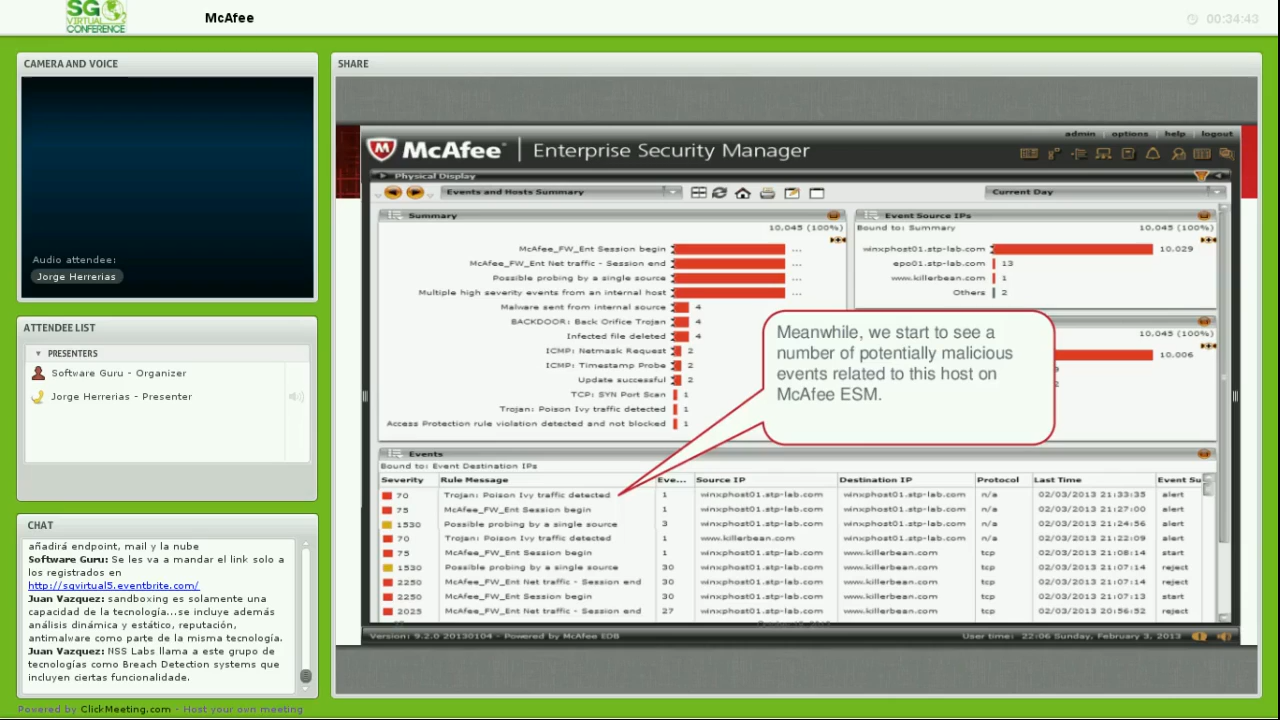 SG
VIRTUAL
CONFERENCE
McAfee
00:34:43
CAMERA AND VOICE
Audio attendee:
Jorge Herrerias
ATTENDEE LIST
PRESENTERS
Software Guru - Organizer
Jorge Herrerias - Presenter
CHAT
añadirá endpoint, mail y la nube
Software Guru: Se les va a mandar el link solo a
los registrados en
http://sgvirtual5.eventbrite.com/
Juan Vazquez: sandboxing es solamente una
capacidad de la tecnología...se incluye además
análisis dinámica y estático, reputación,
antimalware como parte de la misma tecnología.
Juan Vazquez: NSS Labs llama a este grupo de
tecnologías como Breach Detection systems que
incluyen ciertas funcionalidade.
Powered by ClickMeeting.com - Host your own meeting
SHARE
admin options help logout
McAfee | Enterprise Security Manager
Physical Display
Events and Hosts Summary
Current Day
Summary
10,045 (100%)
McAfee_FW_Ent Session begin ...
McAfee_FW_Ent Net traffic - Session end ...
Possible probing by a single source ...
Multiple high severity events from an internal host ...
Malware sent from internal source 4
BACKDOOR: Back Orifice Trojan 4
Infected file deleted 4
ICMP: Netmask Request 2
ICMP: Timestamp Probe 2
Update successful 2
TCP: SYN Port Scan 1
Trojan: Poison Ivy traffic detected 1
Access Protection rule violation detected and not blocked 1
Event Source IPs
Bound to: Summary 10,045 (100%)
winxphost01.stp-lab.com 10,029
epo01.stp-lab.com 13
www.killerbean.com 1
Others 2
10,045 (100%)
10,006
Meanwhile, we start to see a
number of potentially malicious
events related to this host on
McAfee ESM.
Events
Bound to: Event Destination IPs
Severity Rule Message Eve... Source IP Destination IP Protocol Last Time Event Su
70 Trojan: Poison Ivy traffic detected 1 winxphost01.stp-lab.com winxphost01.stp-lab.com n/a 02/03/2013 21:33:35 alert
75 McAfee_FW_Ent Session begin 1 winxphost01.stp-lab.com winxphost01.stp-lab.com n/a 02/03/2013 21:27:00 alert
1530 Possible probing by a single source 3 winxphost01.stp-lab.com winxphost01.stp-lab.com n/a 02/03/2013 21:24:56 alert
70 Trojan: Poison Ivy traffic detected 1 www.killerbean.com winxphost01.stp-lab.com n/a 02/03/2013 21:22:09 alert
75 McAfee_FW_Ent Session begin 1 winxphost01.stp-lab.com www.killerbean.com tcp 02/03/2013 21:08:14 start
1530 Possible probing by a single source 30 winxphost01.stp-lab.com www.killerbean.com tcp 02/03/2013 21:07:14 reject
2250 McAfee_FW_Ent Net traffic - Session end 30 winxphost01.stp-lab.com www.killerbean.com tcp 02/03/2013 21:07:14 reject
2250 McAfee_FW_Ent Session begin 30 winxphost01.stp-lab.com www.killerbean.com tcp 02/03/2013 21:07:13 start
2025 McAfee_FW_Ent Net traffic - Session end 27 winxphost01.stp-lab.com www.killerbean.com tcp 02/03/2013 20:56:52 reject
Version: 9.2.0 20130104 - Powered by McAfee EDB
User time: 22:06 Sunday, February 3, 2013